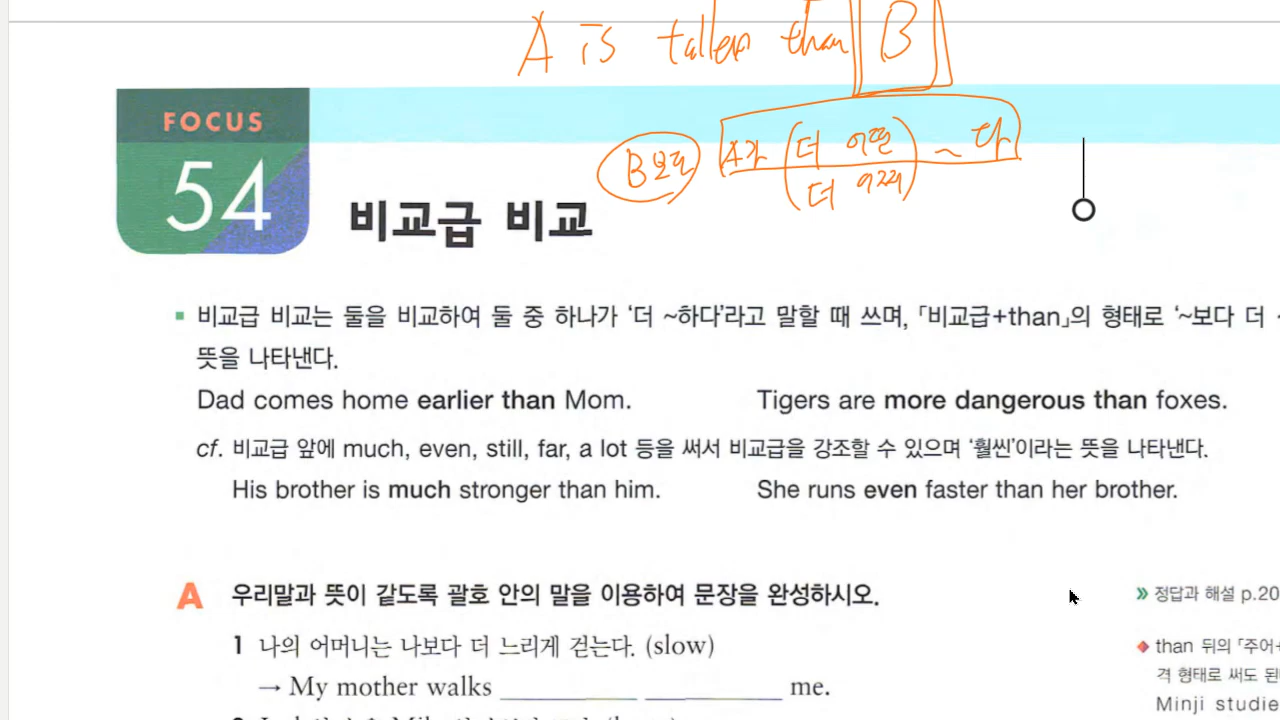 A is taller than B
B보다 A가 (더 어떤 ~ 다
(더 어찌)
FOCUS
54
비교급 비교
비교급 비교는 둘을 비교하여 둘 중 하나가 ‘더 ~하다’라고 말할 때 쓰며, 「비교급+than」의 형태로 ‘~보다 더
뜻을 나타낸다.
Dad comes home earlier than Mom. Tigers are more dangerous than foxes.
cf. 비교급 앞에 much, even, still, far, a lot 등을 써서 비교급을 강조할 수 있으며 ‘훨씬’이라는 뜻을 나타낸다.
His brother is much stronger than him. She runs even faster than her brother.
A 우리말과 뜻이 같도록 괄호 안의 말을 이용하여 문장을 완성하시오.
» 정답과 해설 p.20
1 나의 어머니는 나보다 더 느리게 걷는다. (slow)
→ My mother walks ________ ________ me.
than 뒤의 「주어+
격 형태로 써도 된
Minji studie